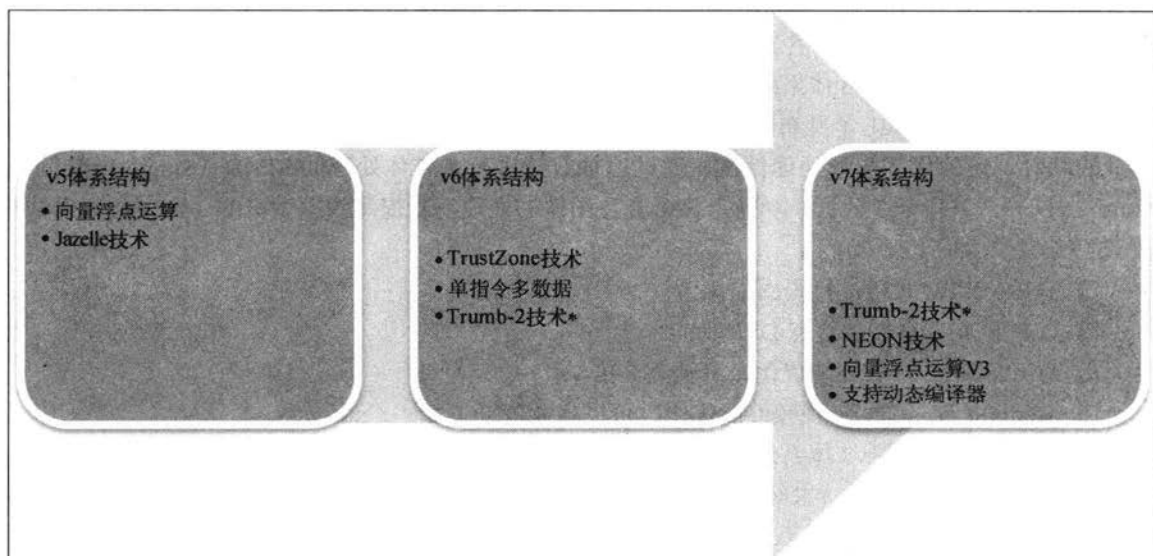 v5体系结构
• 向量浮点运算
• Jazelle技术
v6体系结构
• TrustZone技术
• 单指令多数据
• Trumb-2技术*
v7体系结构
• Trumb-2技术*
• NEON技术
• 向量浮点运算V3
• 支持动态编译器